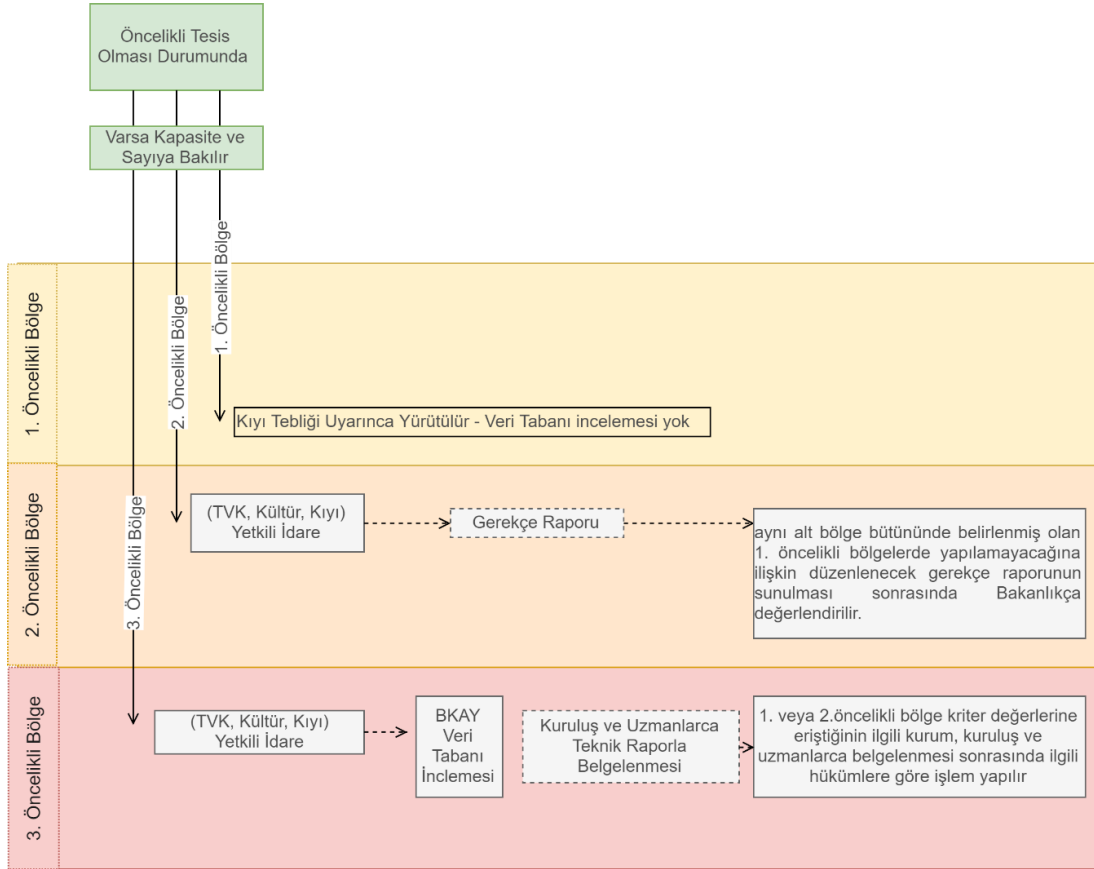 Öncelikli Tesis
Olması Durumunda
Varsa Kapasite ve
Sayıya Bakılır
1. Öncelikli Bölge
2. Öncelikli Bölge
3. Öncelikli Bölge
1. Öncelikli Bölge
Kıyı Tebliği Uyarınca Yürütülür - Veri Tabanı incelemesi yok
2. Öncelikli Bölge
(TVK, Kültür, Kıyı)
Yetkili İdare
Gerekçe Raporu
aynı alt bölge bütününde belirlenmiş olan
1. öncelikli bölgelerde yapılamayacağına
ilişkin düzenlenecek gerekçe raporunun
sunulması sonrasında Bakanlıkça
değerlendirilir.
3. Öncelikli Bölge
(TVK, Kültür, Kıyı)
Yetkili İdare
BKAY
Veri
Tabanı
İnclemesi
Kuruluş ve Uzmanlarca
Teknik Raporla
Belgelenmesi
1. veya 2.öncelikli bölge kriter değerlerine
eriştiğinin ilgili kurum, kuruluş ve
uzmanlarca belgelenmesi sonrasında ilgili
hükümlere göre işlem yapılır